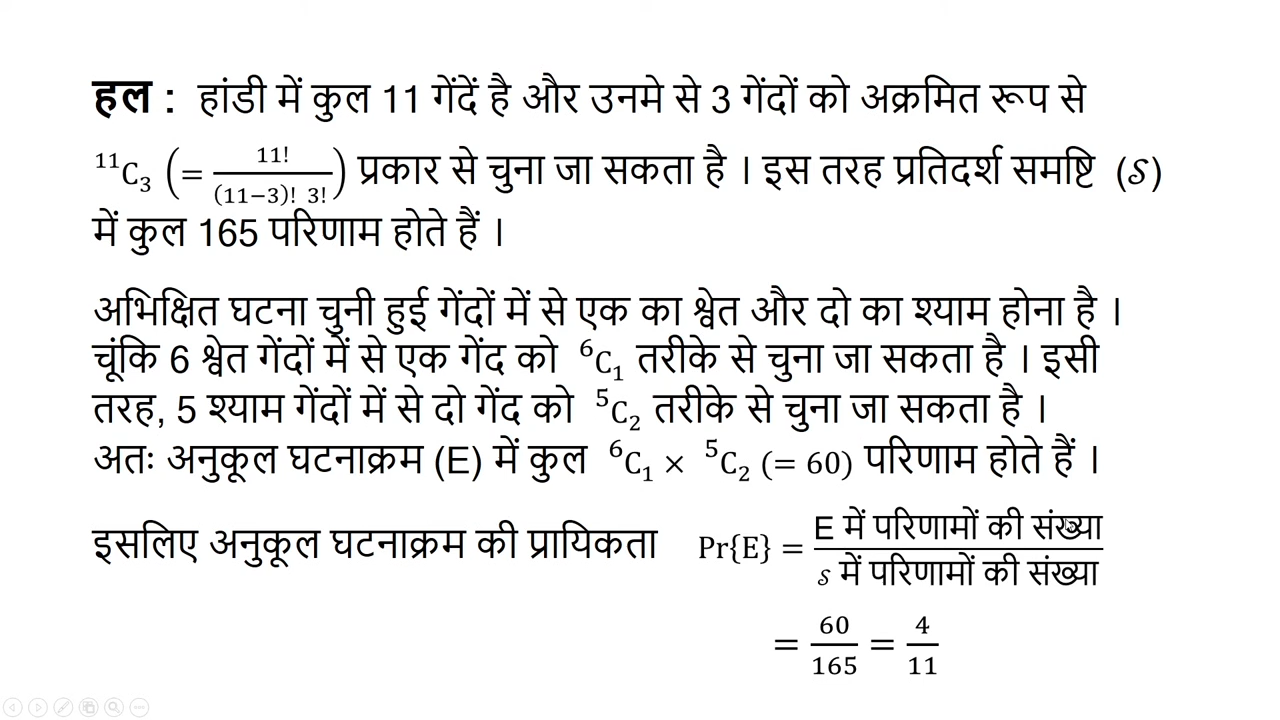 हल : हांडी में कुल 11 गेंदें है और उनमे से 3 गेंदों को अक्रमित रूप से
¹¹C₃ (= 11! / (11−3)! 3!) प्रकार से चुना जा सकता है । इस तरह प्रतिदर्श समष्टि (𝒮)
में कुल 165 परिणाम होते हैं ।
अभिक्षित घटना चुनी हुई गेंदों में से एक का श्वेत और दो का श्याम होना है ।
चूंकि 6 श्वेत गेंदों में से एक गेंद को ⁶C₁ तरीके से चुना जा सकता है । इसी
तरह, 5 श्याम गेंदों में से दो गेंद को ⁵C₂ तरीके से चुना जा सकता है ।
अतः अनुकूल घटनाक्रम (E) में कुल ⁶C₁ × ⁵C₂ (= 60) परिणाम होते हैं ।
इसलिए अनुकूल घटनाक्रम की प्रायिकता Pr{E} = E में परिणामों की संख्या / 𝓈 में परिणामों की संख्या
= 60/165 = 4/11